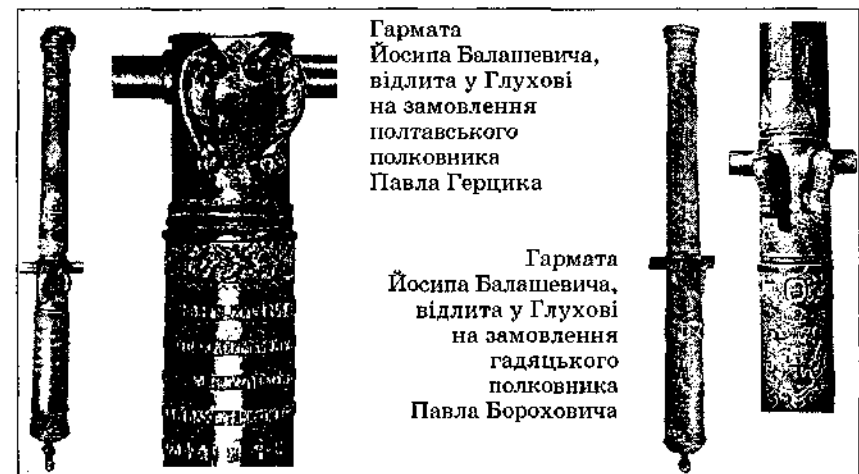 Гармата
Йосипа Балашевича,
відлита у Глухові
на замовлення
полтавського
полковника
Павла Герцика
Гармата
Йосипа Балашевича,
відлита у Глухові
на замовлення
гадяцького
полковника
Павла Бороховича